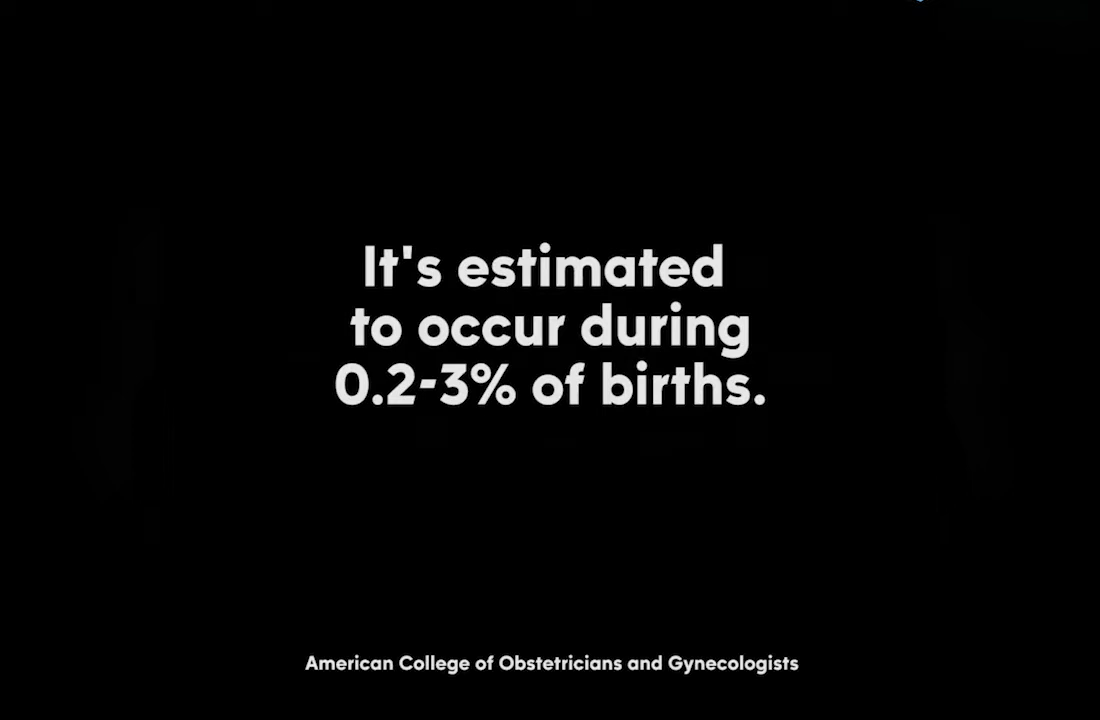 It's estimated
to occur during
0.2-3% of births.
American College of Obstetricians and Gynecologists